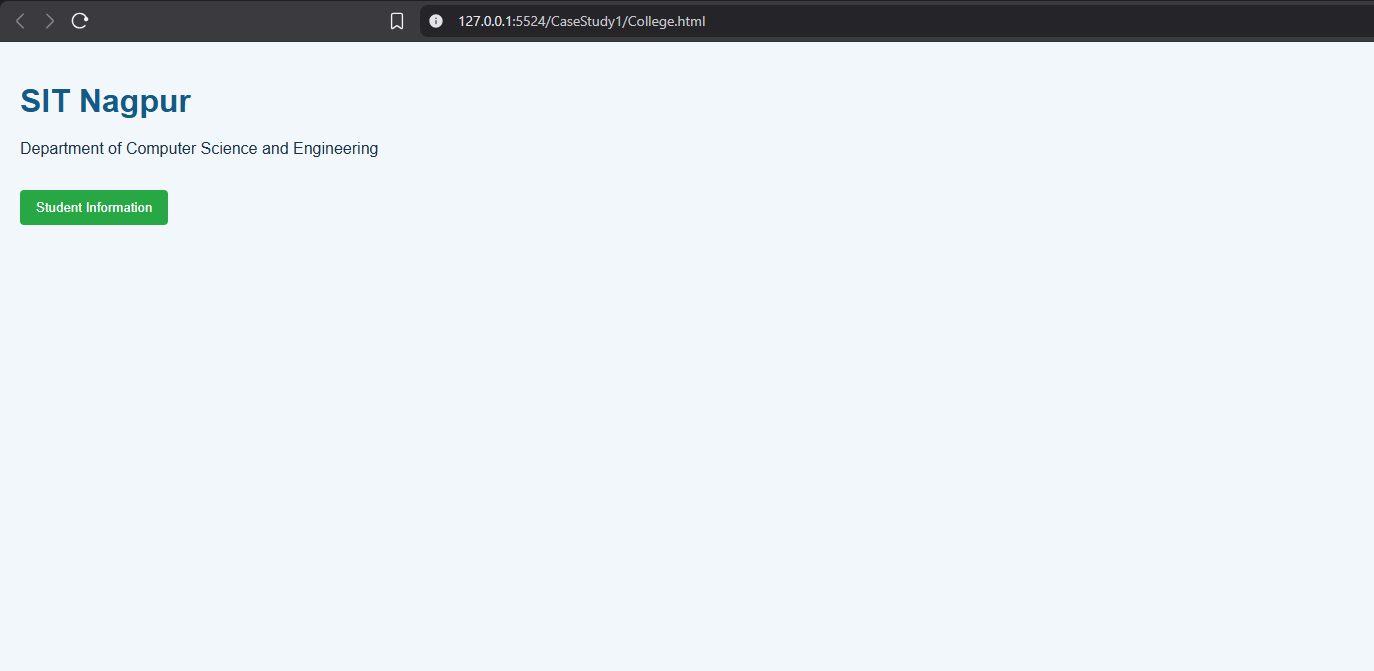 127.0.0.1:5524/CaseStudy1/College.html
SIT Nagpur
Department of Computer Science and Engineering
Student Information